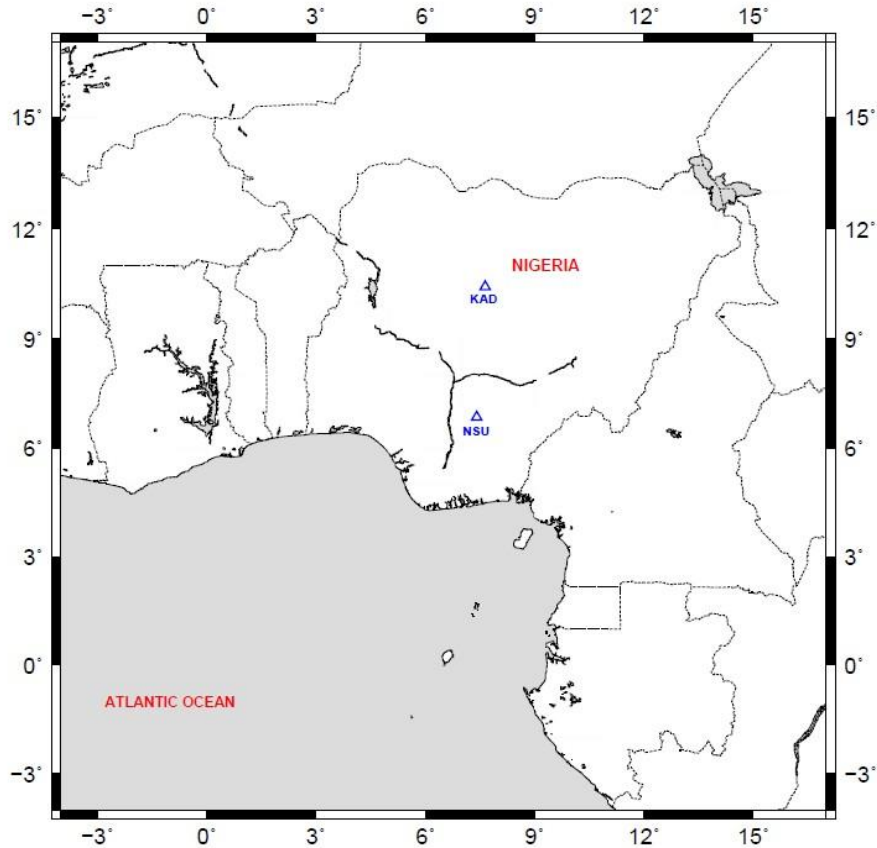 −3˚ 0˚ 3˚ 6˚ 9˚ 12˚ 15˚
15˚ 15˚
12˚ 12˚
NIGERIA
KAD
9˚ 9˚
NSU
6˚ 6˚
3˚ 3˚
0˚ 0˚
ATLANTIC OCEAN
−3˚ −3˚
−3˚ 0˚ 3˚ 6˚ 9˚ 12˚ 15˚